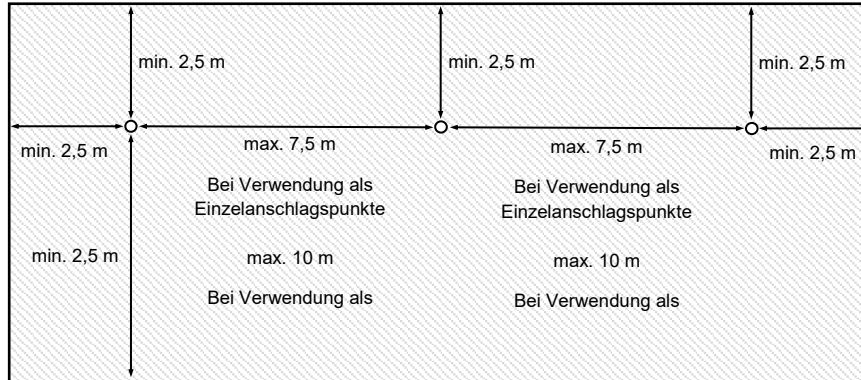 min. 2,5 m
min. 2,5 m
min. 2,5 m
min. 2,5 m
max. 7,5 m
max. 7,5 m
min. 2,5 m
Bei Verwendung als
Einzelanschlagspunkte
Bei Verwendung als
Einzelanschlagspunkte
min. 2,5 m
max. 10 m
max. 10 m
Bei Verwendung als
Bei Verwendung als